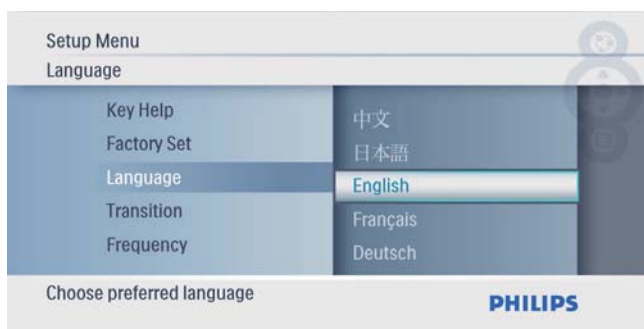 Setup Menu
Language
Key Help
Factory Set
Language
Transition
Frequency
中文
日本語
English
Français
Deutsch
Choose preferred language
PHILIPS